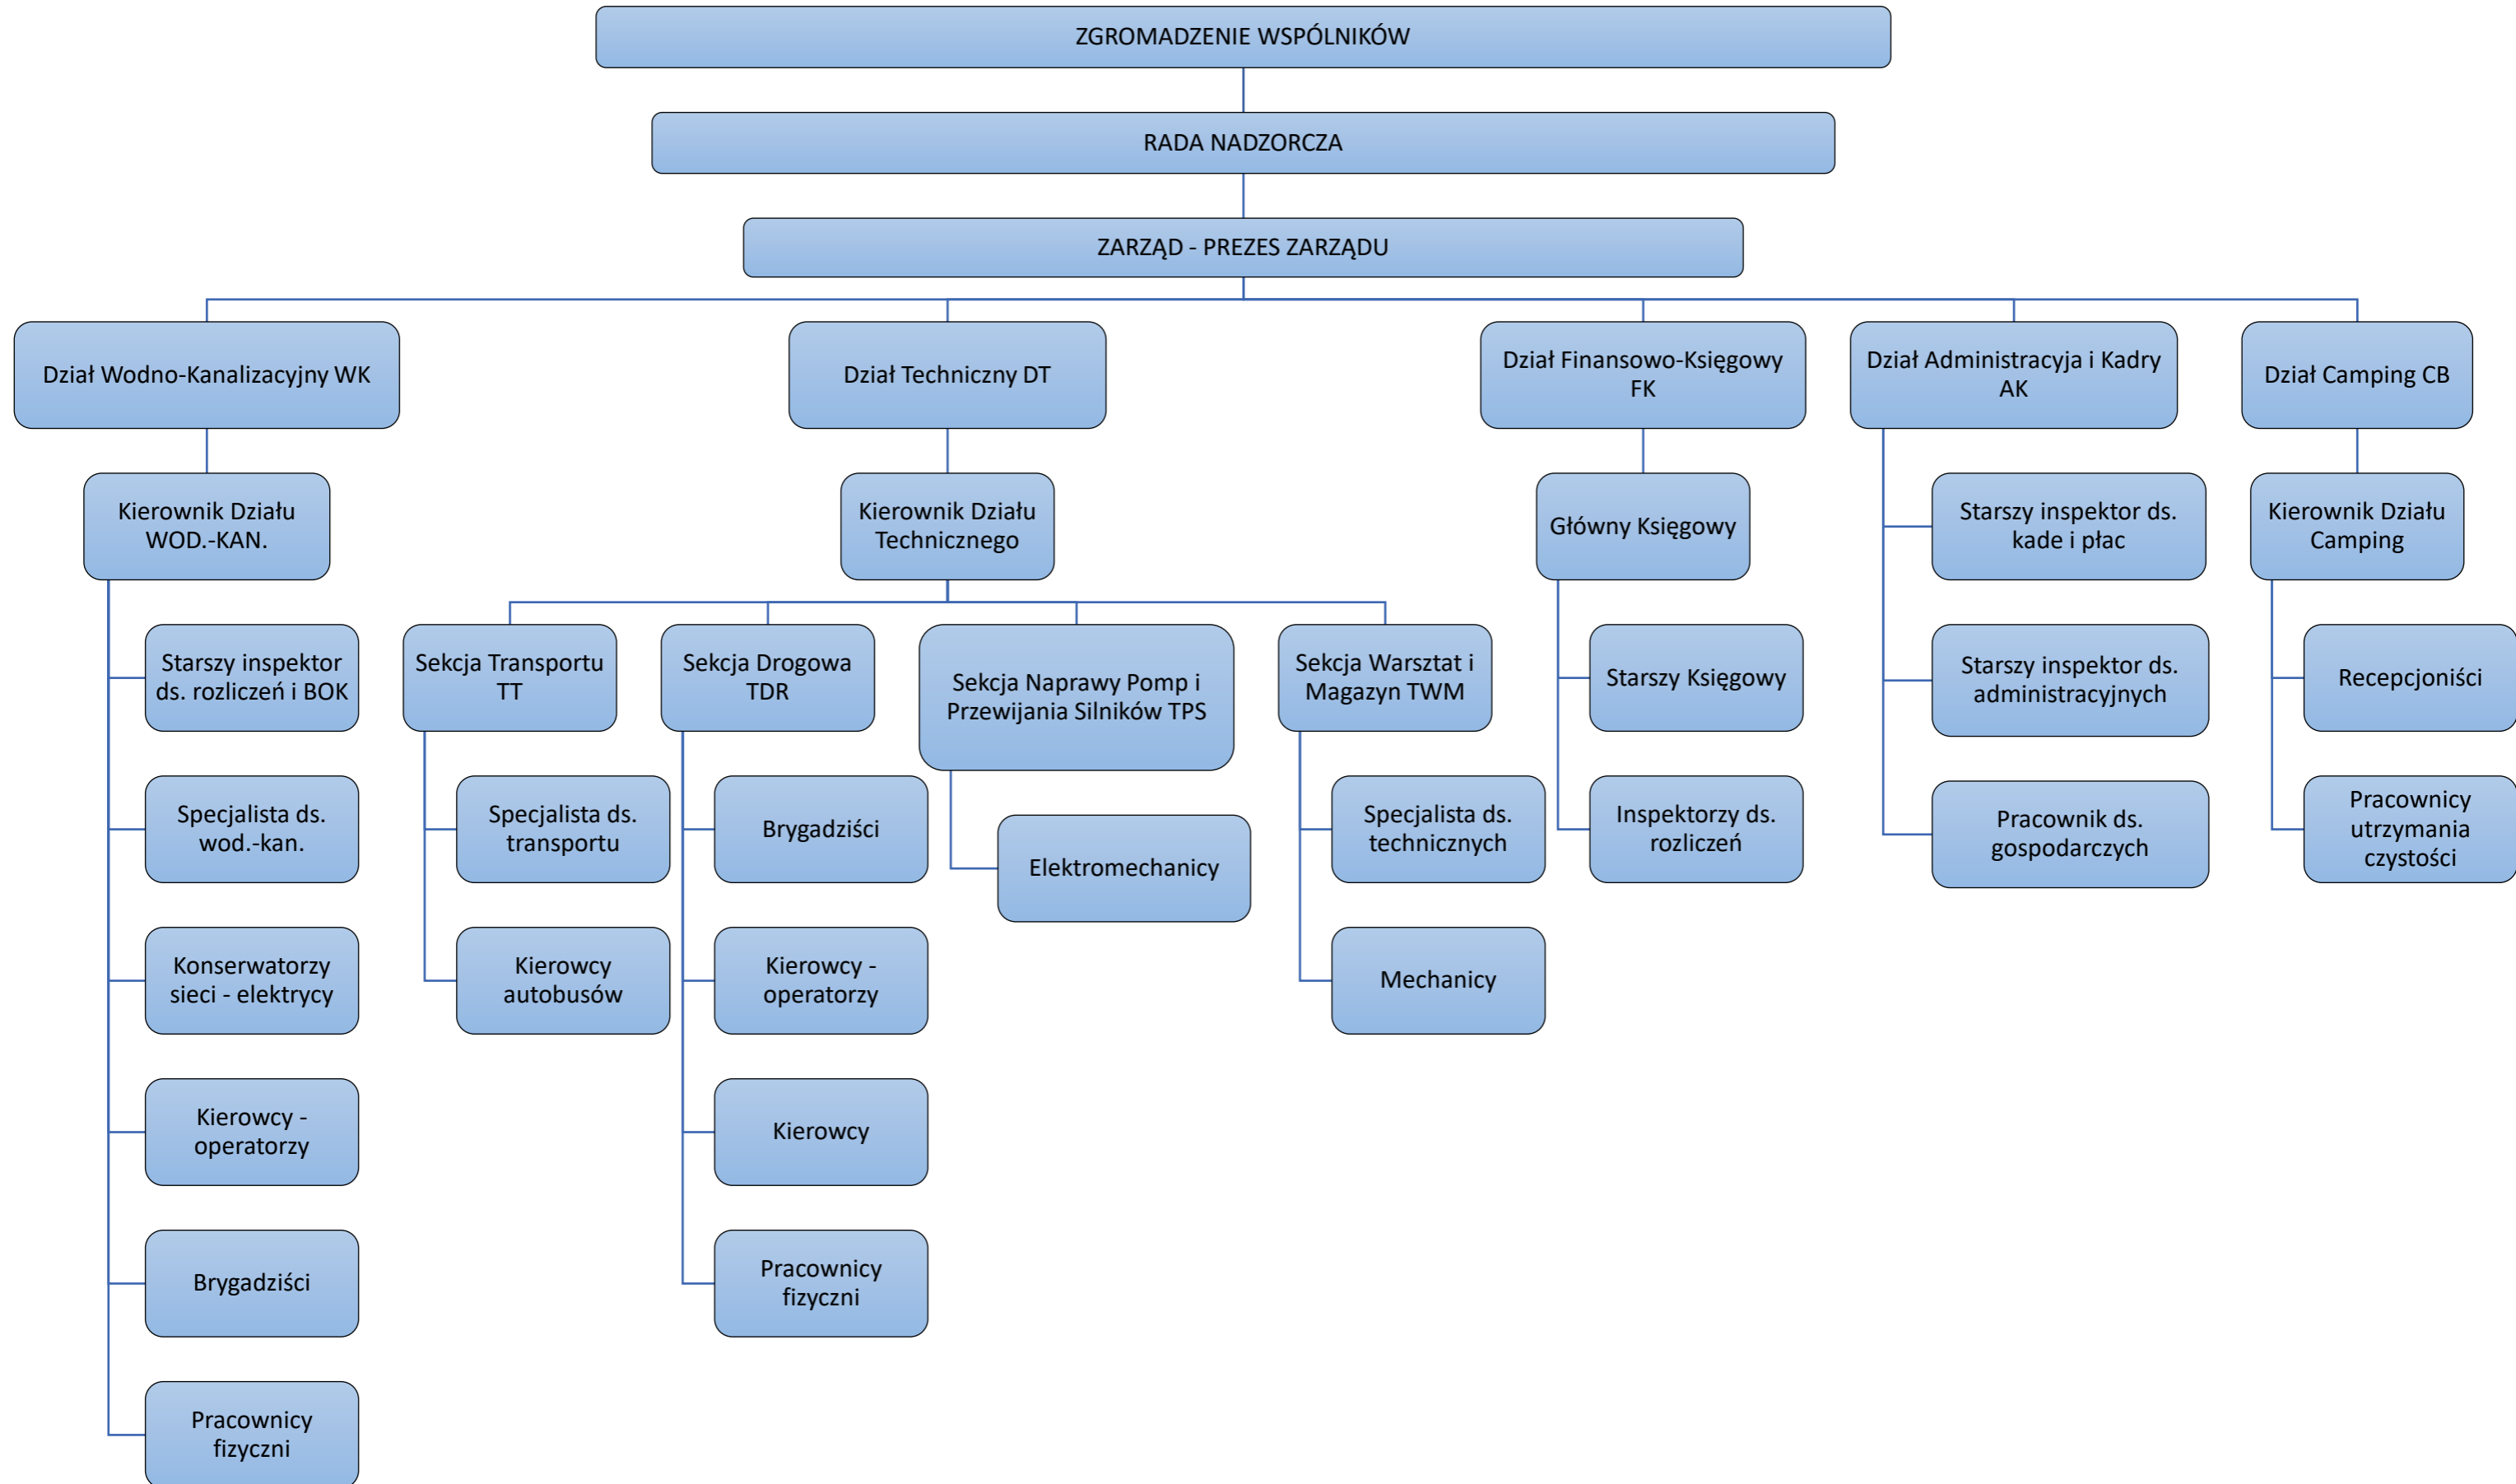 ZGROMADZENIE WSPÓLNIKÓW
RADA NADZORCZA
ZARZĄD - PREZES ZARZĄDU
Dział Wodno-Kanalizacyjny WK
Dział Techniczny DT
Dział Finansowo-Księgowy
FK
Dział Administracyja i Kadry
AK
Dział Camping CB
Kierownik Działu
WOD.-KAN.
Kierownik Działu
Technicznego
Główny Księgowy
Starszy inspektor ds.
kade i płac
Kierownik Działu
Camping
Starszy inspektor
ds. rozliczeń i BOK
Sekcja Transportu
TT
Sekcja Drogowa
TDR
Sekcja Naprawy Pomp i
Przewijania Silników TPS
Sekcja Warsztat i
Magazyn TWM
Starszy Księgowy
Starszy inspektor ds.
administracyjnych
Recepcjoniści
Specjalista ds.
wod.-kan.
Specjalista ds.
transportu
Brygadziści
Elektromechanicy
Specjalista ds.
technicznych
Inspektorzy ds.
rozliczeń
Pracownik ds.
gospodarczych
Pracownicy
utrzymania
czystości
Konserwatorzy
sieci - elektrycy
Kierowcy
autobusów
Kierowcy -
operatorzy
Mechanicy
Kierowcy -
operatorzy
Kierowcy
Brygadziści
Pracownicy
fizyczni
Pracownicy
fizyczni